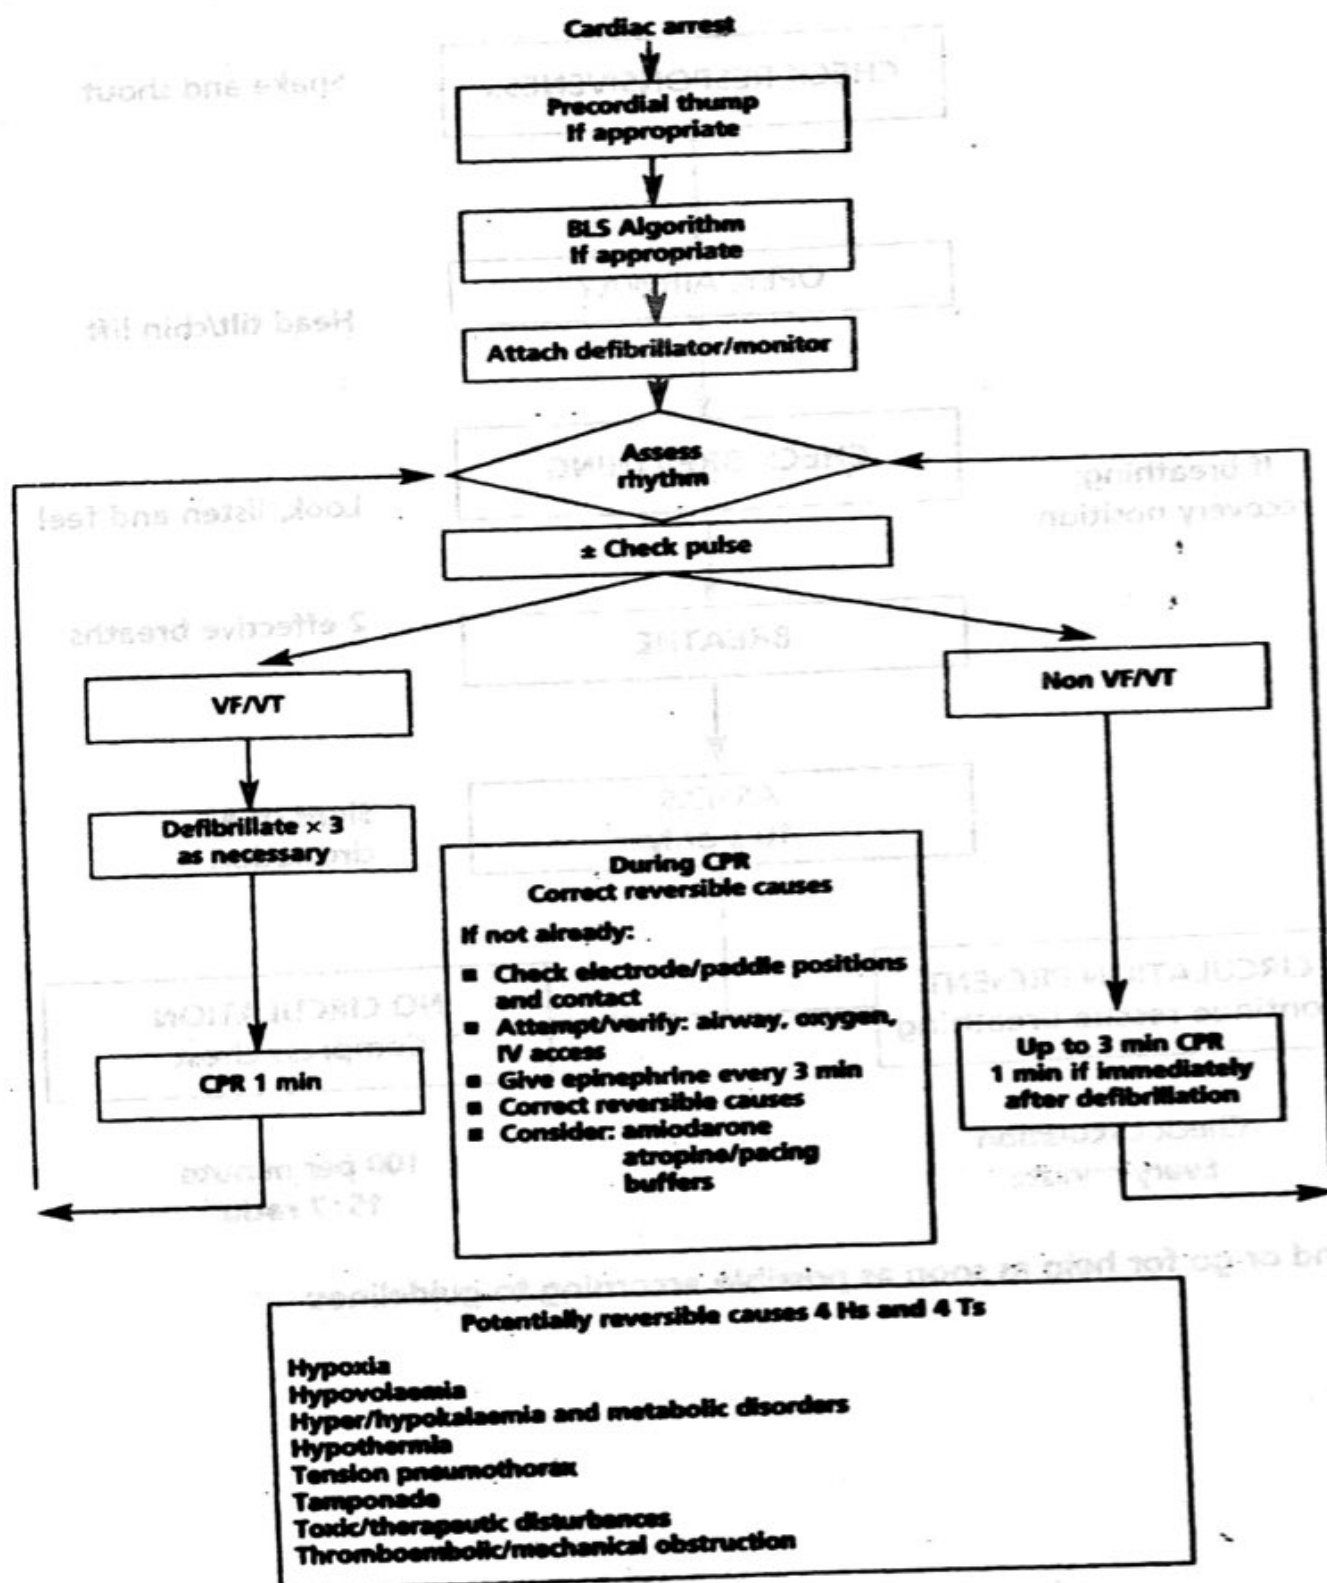 Cardiac arrest
Precordial thump
If appropriate
BLS Algorithm
If appropriate
Attach defibrillator/monitor
Assess
rhythm
± Check pulse
VF/VT
Non VF/VT
Defibrillate × 3
as necessary
During CPR
Correct reversible causes
If not already:
■ Check electrode/paddle positions
and contact
■ Attempt/verify: airway, oxygen,
IV access
■ Give epinephrine every 3 min
■ Correct reversible causes
■ Consider: amiodarone
atropine/pacing
buffers
CPR 1 min
Up to 3 min CPR
1 min if immediately
after defibrillation
Potentially reversible causes 4 Hs and 4 Ts
Hypoxia
Hypovolaemia
Hyper/hypokalaemia and metabolic disorders
Hypothermia
Tension pneumothorax
Tamponade
Toxic/therapeutic disturbances
Thromboembolic/mechanical obstruction